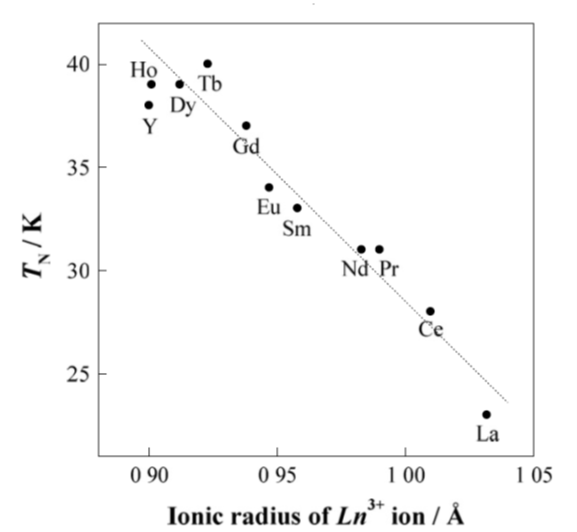 40
35
30
25
T_N / K
Ho
Tb
Dy
Y
Gd
Eu
Sm
Nd Pr
Ce
La
0 90 0 95 1 00 1 05
Ionic radius of Ln³⁺ ion / Å